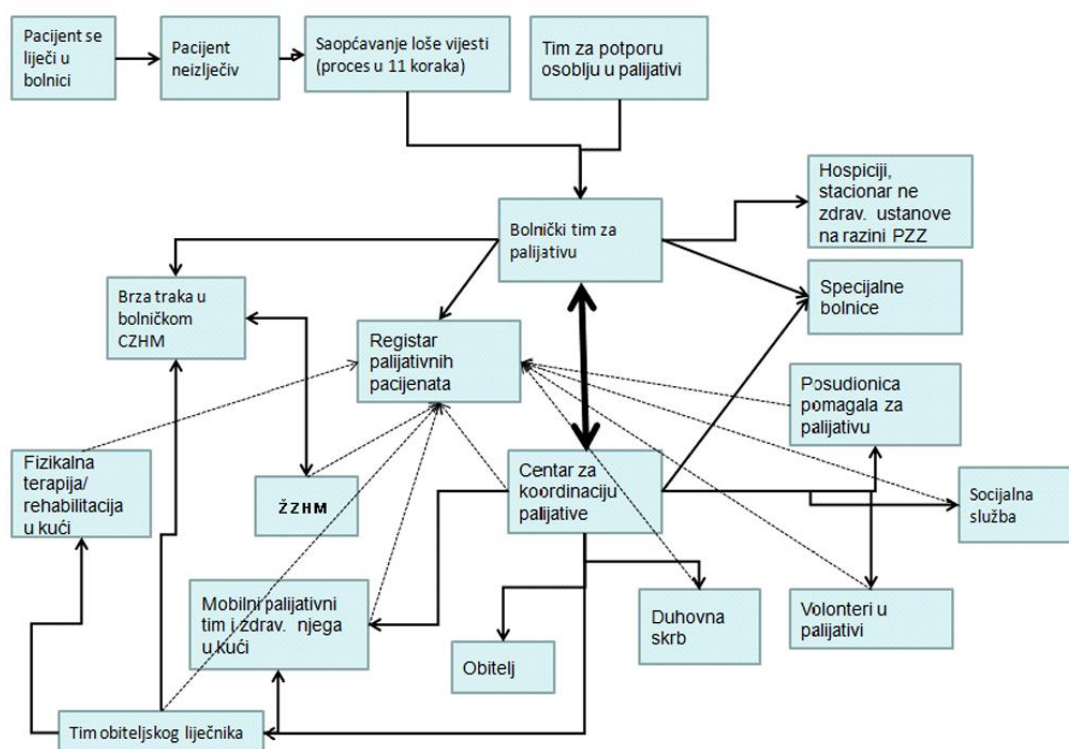 Pacijent se
liječi u
bolnici
Pacijent
neizlječiv
Saopćavanje loše vijesti
(proces u 11 koraka)
Tim za potporu
osoblju u palijativi
Hospiciji,
stacionar ne
zdrav. ustanove
na razini PZZ
Bolnički tim za
palijativu
Brza traka u
bolničkom
CZHM
Specijalne
bolnice
Registar
palijativnih
pacijenata
Posudionica
pomagala za
palijativu
Fizikalna
terapija/
rehabilitacija
u kući
ŽZHM
Centar za
koordinaciju
palijative
Socijalna
služba
Mobilni palijativni
tim i zdrav. njega
u kući
Obitelj
Duhovna
skrb
Volonteri u
palijativi
Tim obiteljskog liječnika